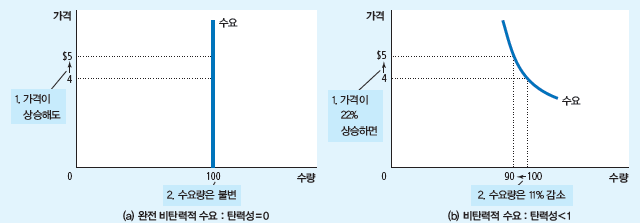 가격
수요
$5
4
1. 가격이
상승해도
0
100
수량
2. 수요량은 불변
(a) 완전 비탄력적 수요 : 탄력성=0
가격
$5
4
1. 가격이
22%
상승하면
수요
0
90
100
수량
2. 수요량은 11% 감소
(b) 비탄력적 수요 : 탄력성<1